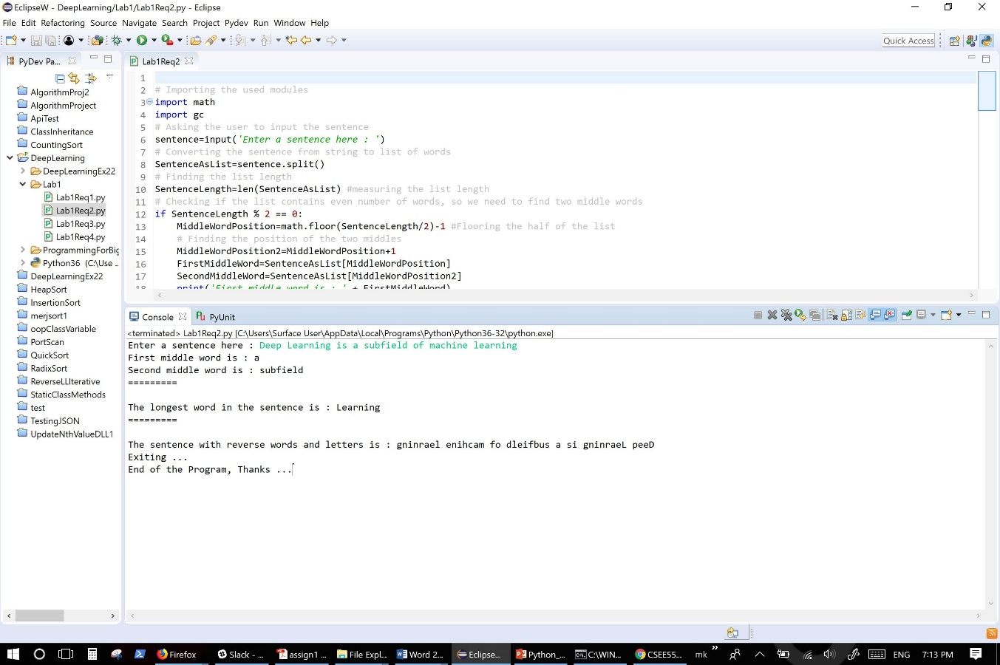 EclipseW - DeepLearning/Lab1/Lab1Req2.py - Eclipse
File Edit Refactoring Source Navigate Search Project Pydev Run Window Help
Quick Access
PyDev Pa...
AlgorithmProj2
AlgorithmProject
ApiTest
ClassInheritance
CountingSort
DeepLearning
DeepLearningEx22
Lab1
Lab1Req1.py
Lab1Req2.py
Lab1Req3.py
Lab1Req4.py
ProgrammingForBig
Python36 (C:\Use ...
DeepLearningEx22
HeapSort
InsertionSort
merjsort1
oopClassVariable
PortScan
QuickSort
RadixSort
ReverseLLIterative
StaticClassMethods
test
TestingJSON
UpdateNthValueDLL1
Lab1Req2
1
2 # Importing the used modules
3 import math
4 import gc
5 # Asking the user to input the sentence
6 sentence=input('Enter a sentence here : ')
7 # Converting the sentence from string to list of words
8 SentenceAsList=sentence.split()
9 # Finding the list length
10 SentenceLength=len(SentenceAsList) #measuring the list length
11 # Checking if the list contains even number of words, so we need to find two middle words
12 if SentenceLength % 2 == 0:
13 MiddleWordPosition=math.floor(SentenceLength/2)-1 #Flooring the half of the list
14 # Finding the position of the two middles
15 MiddleWordPosition2=MiddleWordPosition+1
16 FirstMiddleWord=SentenceAsList[MiddleWordPosition]
17 SecondMiddleWord=SentenceAsList[MiddleWordPosition2]
18 print('First middle word is : ' + FirstMiddleWord)
Console PyUnit
<terminated> Lab1Req2.py [C:\Users\Surface User\AppData\Local\Programs\Python\Python36-32\python.exe]
Enter a sentence here : Deep Learning is a subfield of machine learning
First middle word is : a
Second middle word is : subfield
=========
The longest word in the sentence is : Learning
=========
The sentence with reverse words and letters is : gninrael enihcam fo dleifbus a si gninraeL peeD
Exiting ...
End of the Program, Thanks ...
Firefox Slack - ... assign1 ... File Expl... Word 2... Eclipse... Python_... C:\WIN... CSEE55... mk » ENG 7:13 PM